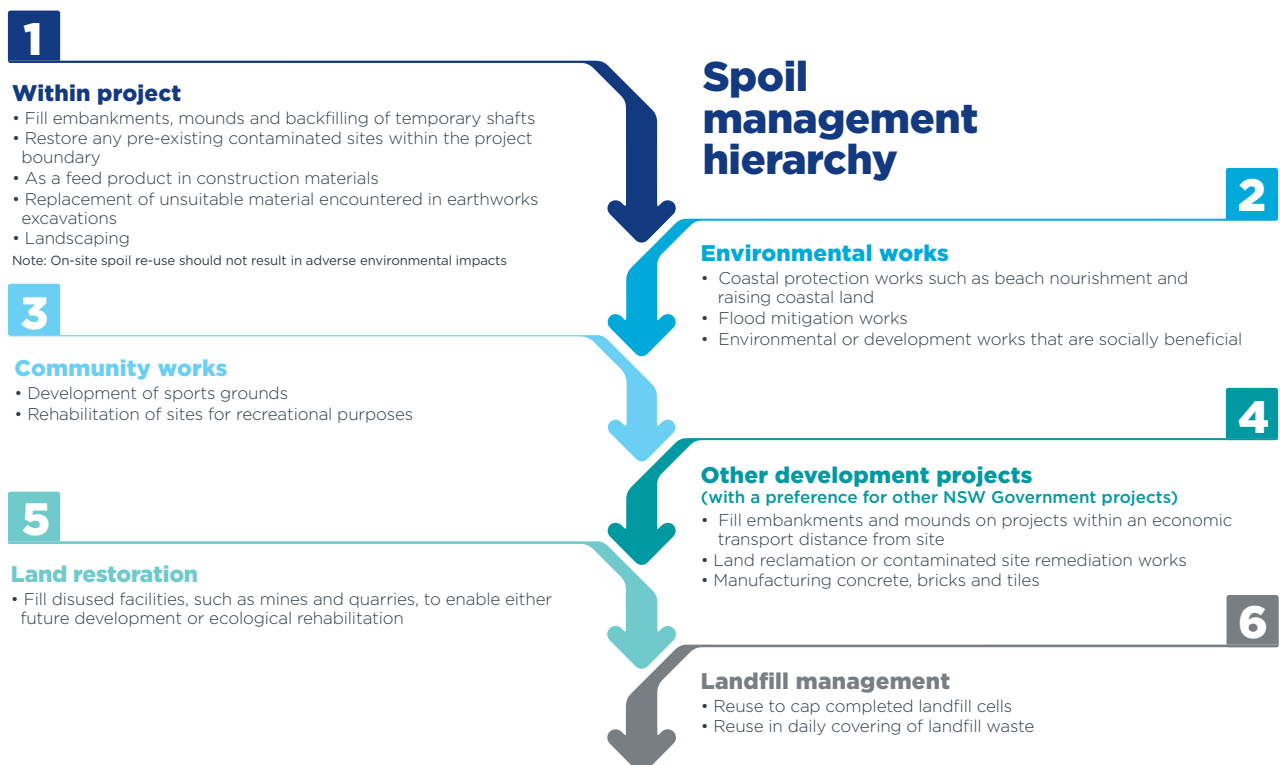 Spoil
management
hierarchy
1
Within project
• Fill embankments, mounds and backfilling of temporary shafts
• Restore any pre-existing contaminated sites within the project
boundary
• As a feed product in construction materials
• Replacement of unsuitable material encountered in earthworks
excavations
• Landscaping
Note: On-site spoil re-use should not result in adverse environmental impacts
2
Environmental works
• Coastal protection works such as beach nourishment and
raising coastal land
• Flood mitigation works
• Environmental or development works that are socially beneficial
3
Community works
• Development of sports grounds
• Rehabilitation of sites for recreational purposes
4
Other development projects
(with a preference for other NSW Government projects)
• Fill embankments and mounds on projects within an economic
transport distance from site
• Land reclamation or contaminated site remediation works
• Manufacturing concrete, bricks and tiles
5
Land restoration
• Fill disused facilities, such as mines and quarries, to enable either
future development or ecological rehabilitation
6
Landfill management
• Reuse to cap completed landfill cells
• Reuse in daily covering of landfill waste